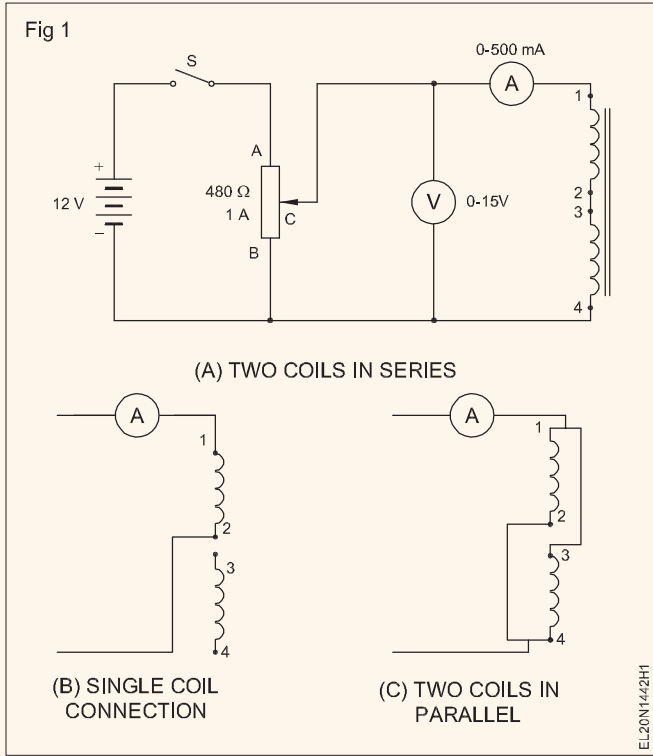 Fig 1
0-500 mA
S
A
1
A
+
480 Ω
2
12 V
1 A
C
V
0-15V
3
–
B
4
(A) TWO COILS IN SERIES
A
A
1
1
2
2
3
3
4
4
(B) SINGLE COIL
CONNECTION
(C) TWO COILS IN
PARALLEL
EL20N1442H1